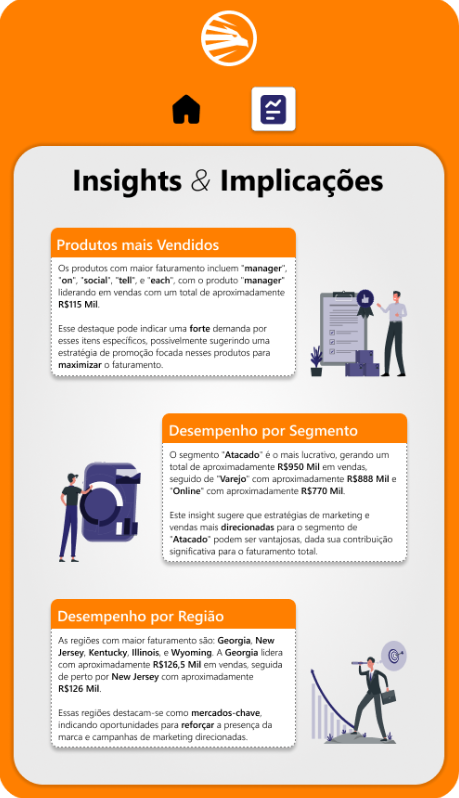 Insights & Implicações
Produtos mais Vendidos
Os produtos com maior faturamento incluem "manager",
"on", "social", "tell", e "each", com o produto "manager"
liderando em vendas com um total de aproximadamente
R$115 Mil.
Esse destaque pode indicar uma forte demanda por
esses itens específicos, possivelmente sugerindo uma
estratégia de promoção focada nesses produtos para
maximizar o faturamento.
Desempenho por Segmento
O segmento "Atacado" é o mais lucrativo, gerando um
total de aproximadamente R$950 Mil em vendas,
seguido de "Varejo" com aproximadamente R$888 Mil e
"Online" com aproximadamente R$770 Mil.
Este insight sugere que estratégias de marketing e
vendas mais direcionadas para o segmento de
"Atacado" podem ser vantajosas, dada sua contribuição
significativa para o faturamento total.
Desempenho por Região
As regiões com maior faturamento são: Georgia, New
Jersey, Kentucky, Illinois, e Wyoming. A Georgia lidera
com aproximadamente R$126,5 Mil em vendas, seguida
de perto por New Jersey com aproximadamente
R$126 Mil.
Essas regiões destacam-se como mercados-chave,
indicando oportunidades para reforçar a presença da
marca e campanhas de marketing direcionadas.